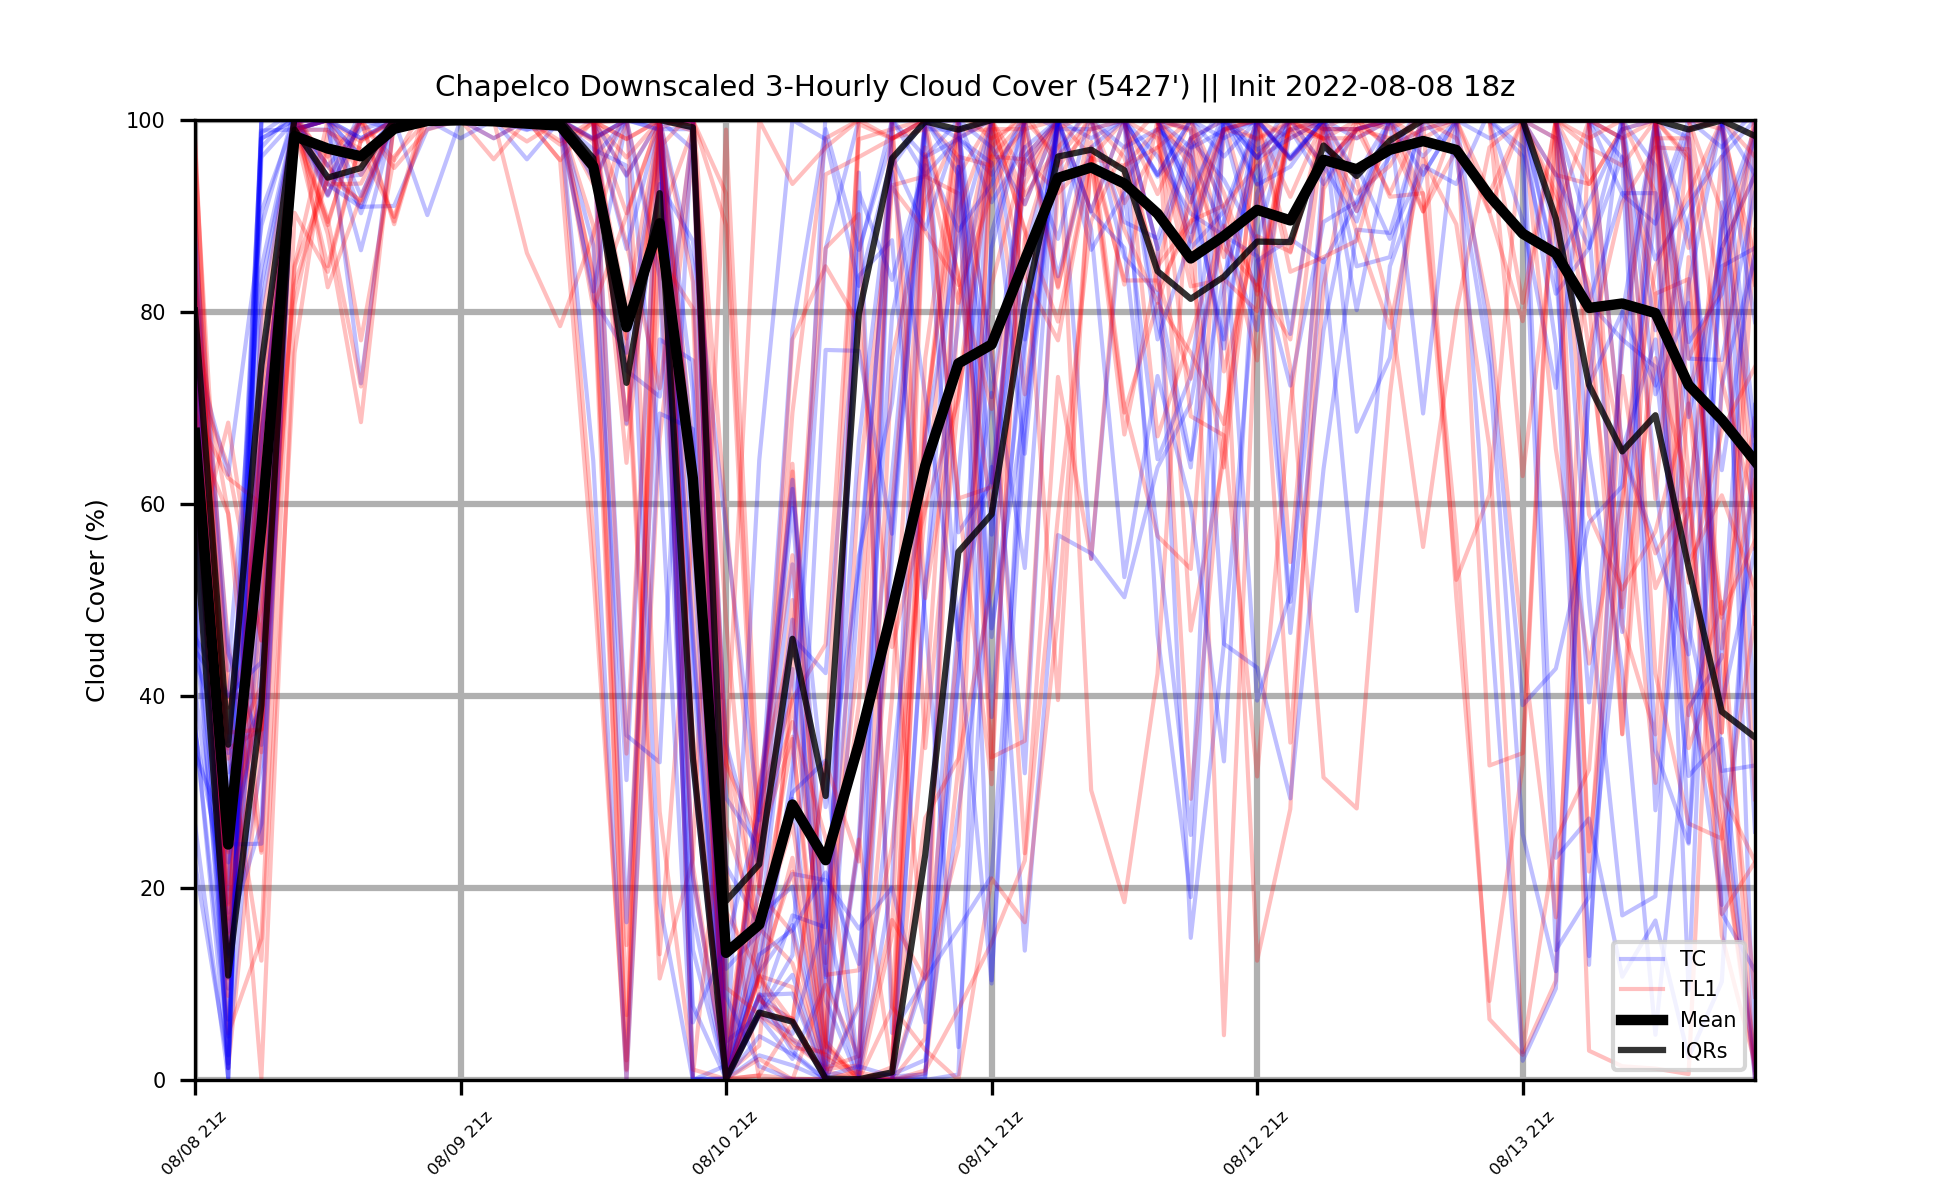 Chapelco Downscaled 3-Hourly Cloud Cover (5427') || Init 2022-08-08 18z
Cloud Cover (%)
100
80
60
40
20
0
TC
TL1
Mean
IQRs
08/08 21z
08/09 21z
08/10 21z
08/11 21z
08/12 21z
08/13 21z